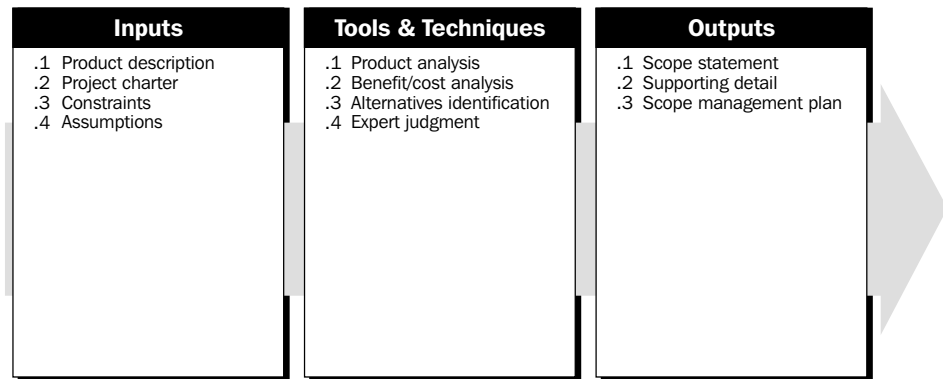 Inputs
.1 Product description
.2 Project charter
.3 Constraints
.4 Assumptions
Tools & Techniques
.1 Product analysis
.2 Benefit/cost analysis
.3 Alternatives identification
.4 Expert judgment
Outputs
.1 Scope statement
.2 Supporting detail
.3 Scope management plan